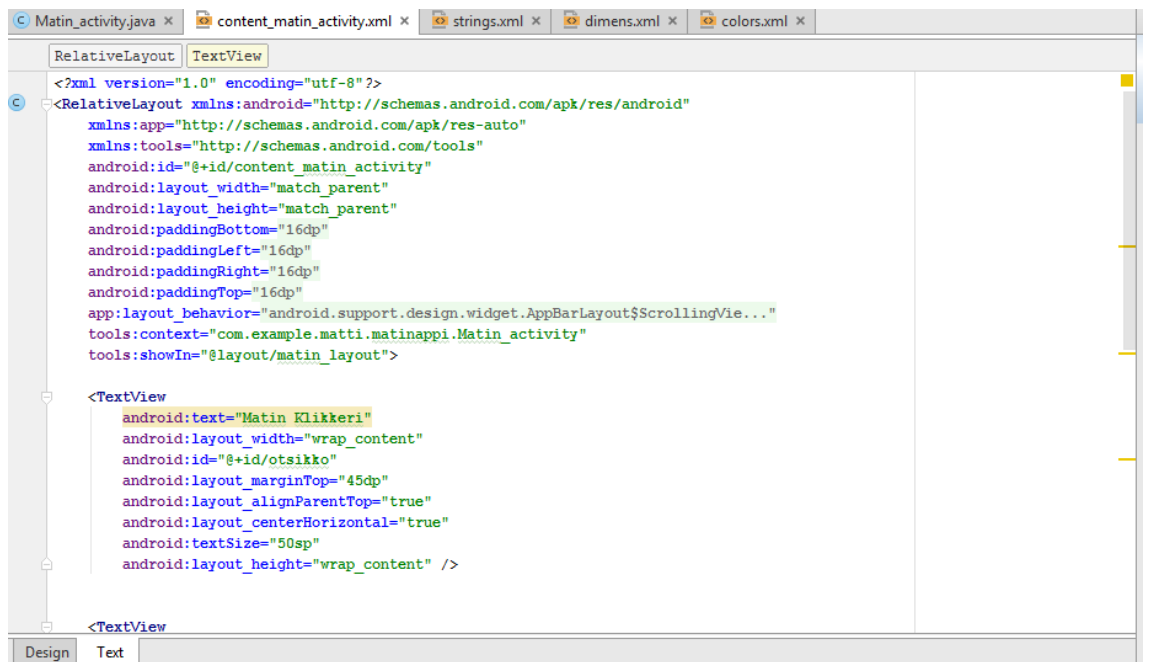 Matin_activity.java × content_matin_activity.xml × strings.xml × dimens.xml × colors.xml ×
RelativeLayout TextView
<?xml version="1.0" encoding="utf-8"?>
<RelativeLayout xmlns:android="http://schemas.android.com/apk/res/android"
    xmlns:app="http://schemas.android.com/apk/res-auto"
    xmlns:tools="http://schemas.android.com/tools"
    android:id="@+id/content_matin_activity"
    android:layout_width="match_parent"
    android:layout_height="match_parent"
    android:paddingBottom="16dp"
    android:paddingLeft="16dp"
    android:paddingRight="16dp"
    android:paddingTop="16dp"
    app:layout_behavior="android.support.design.widget.AppBarLayout$ScrollingVie..."
    tools:context="com.example.matti.matinappi.Matin_activity"
    tools:showIn="@layout/matin_layout">
    <TextView
        android:text="Matin Klikkeri"
        android:layout_width="wrap_content"
        android:id="@+id/otsikko"
        android:layout_marginTop="45dp"
        android:layout_alignParentTop="true"
        android:layout_centerHorizontal="true"
        android:textSize="50sp"
        android:layout_height="wrap_content" />
    <TextView
Design Text